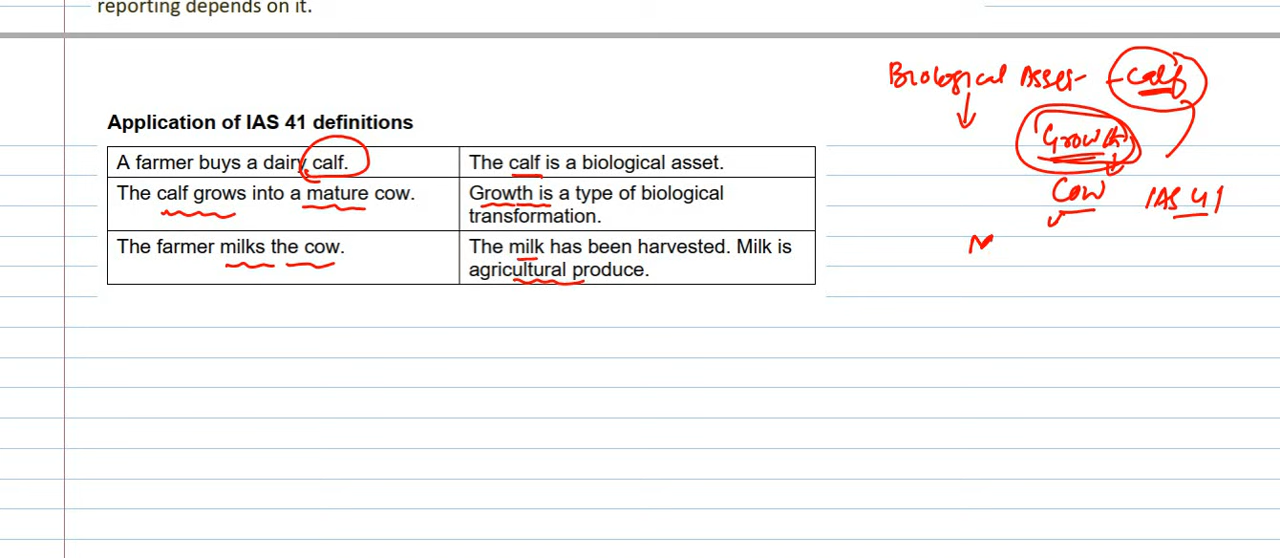 reporting depends on it.
Biological Asset - calf
Application of IAS 41 definitions
Growth
A farmer buys a dairy calf.
The calf is a biological asset.
The calf grows into a mature cow.
Growth is a type of biological
transformation.
Cow
IAS 41
The farmer milks the cow.
The milk has been harvested. Milk is
agricultural produce.